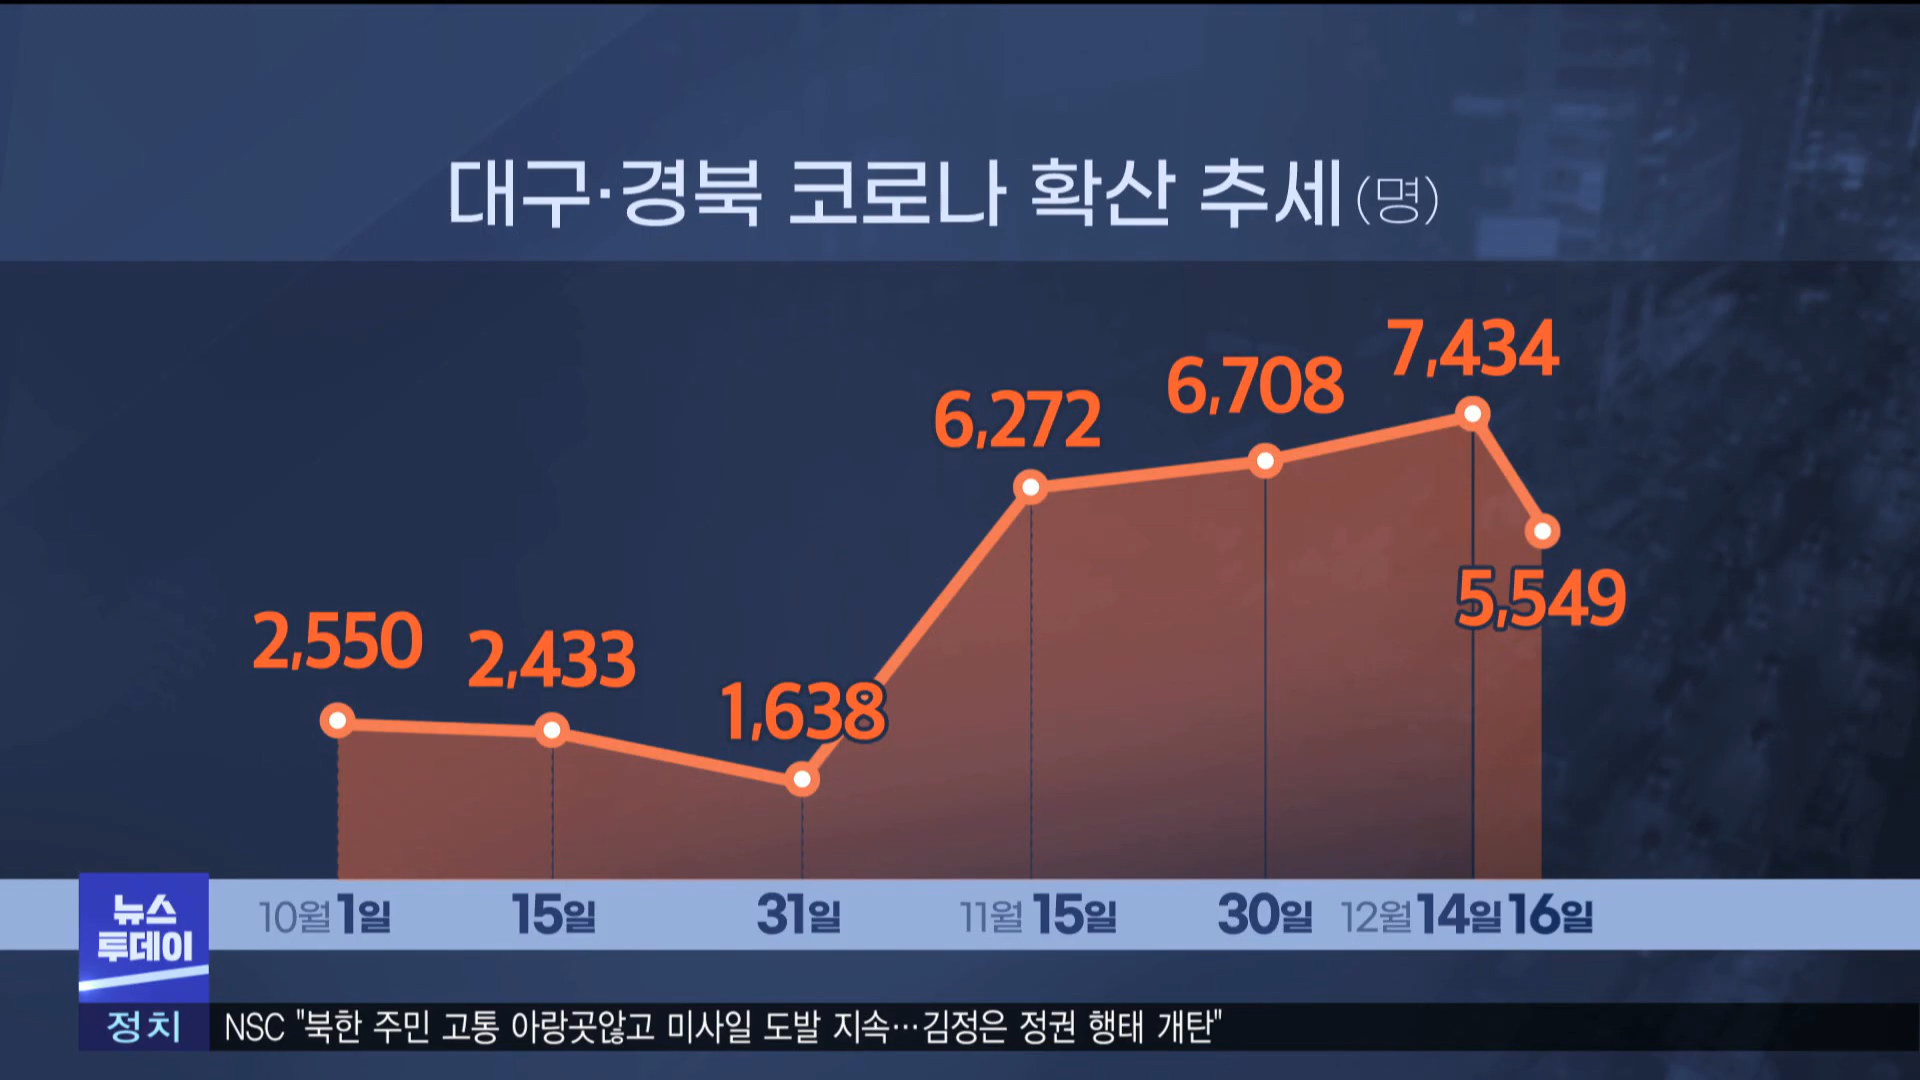 대구·경북 코로나 확산 추세(명)
7,434
6,708
6,272
5,549
2,550
2,433
1,638
10월 1일 15일 31일 11월 15일 30일 12월 14일 16일
뉴스
투데이
정치 NSC "북한 주민 고통 아랑곳않고 미사일 도발 지속…김정은 정권 행태 개탄"